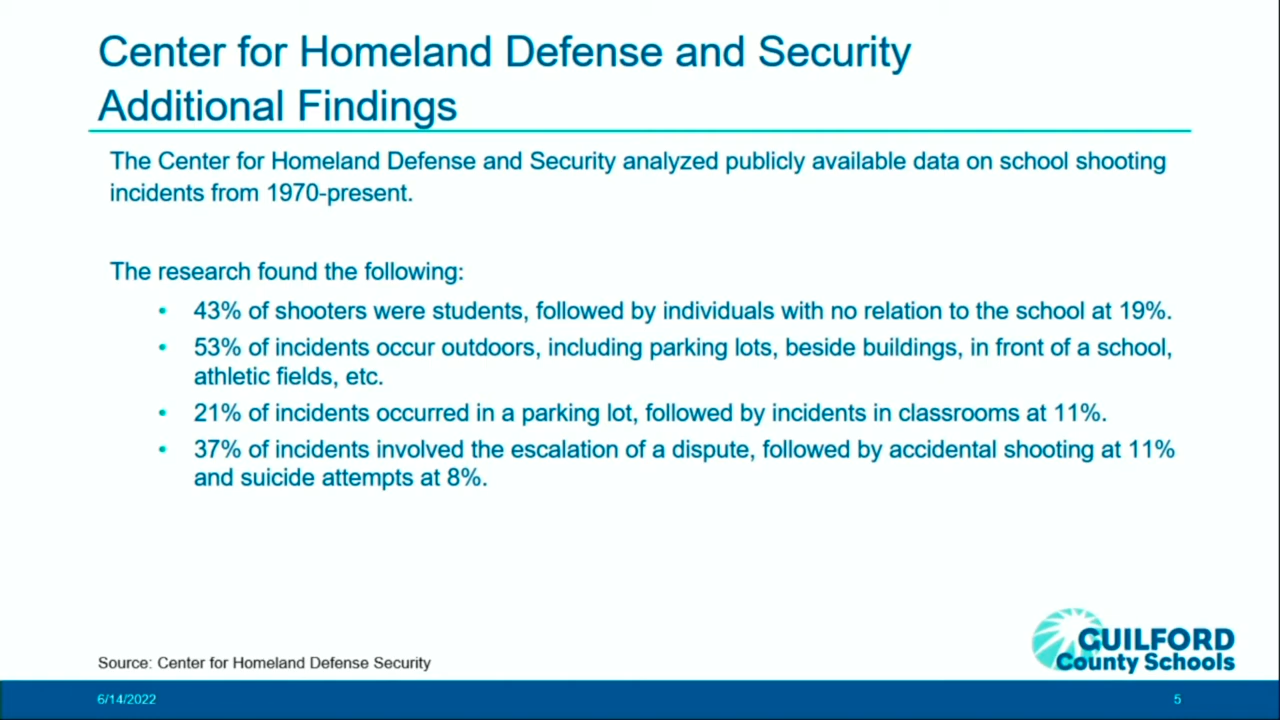 Center for Homeland Defense and Security
Additional Findings
The Center for Homeland Defense and Security analyzed publicly available data on school shooting
incidents from 1970-present.
The research found the following:
• 43% of shooters were students, followed by individuals with no relation to the school at 19%.
• 53% of incidents occur outdoors, including parking lots, beside buildings, in front of a school,
athletic fields, etc.
• 21% of incidents occurred in a parking lot, followed by incidents in classrooms at 11%.
• 37% of incidents involved the escalation of a dispute, followed by accidental shooting at 11%
and suicide attempts at 8%.
GUILFORD
County Schools
Source: Center for Homeland Defense Security
6/14/2022
5